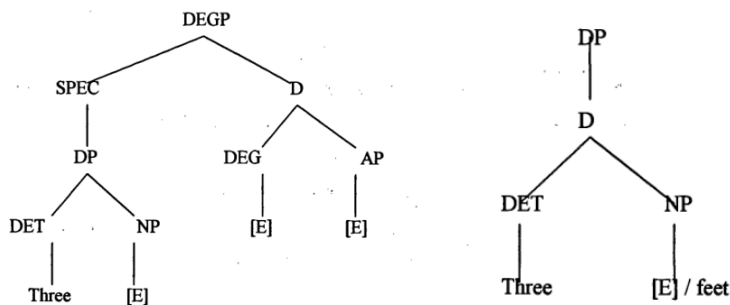 DEGP
DP
SPEC D
D
DP DEG AP
DET NP
DET NP [E] [E]
Three [E] / feet
Three [E]